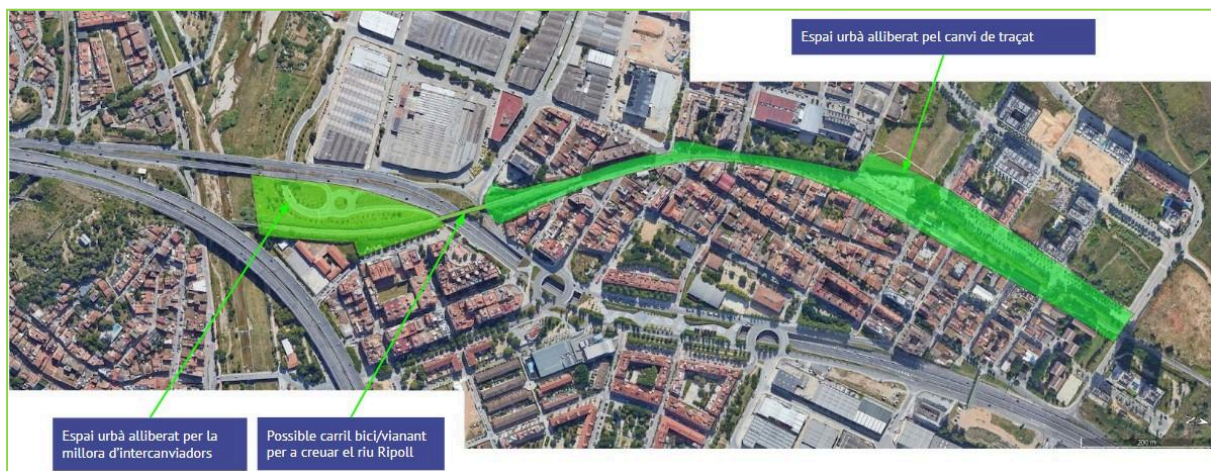 Espai urbà alliberat pel canvi de traçat
Espai urbà alliberat per la
millora d'intercanviadors
Possible carril bici/vianant
per a creuar el riu Ripoll
200 m